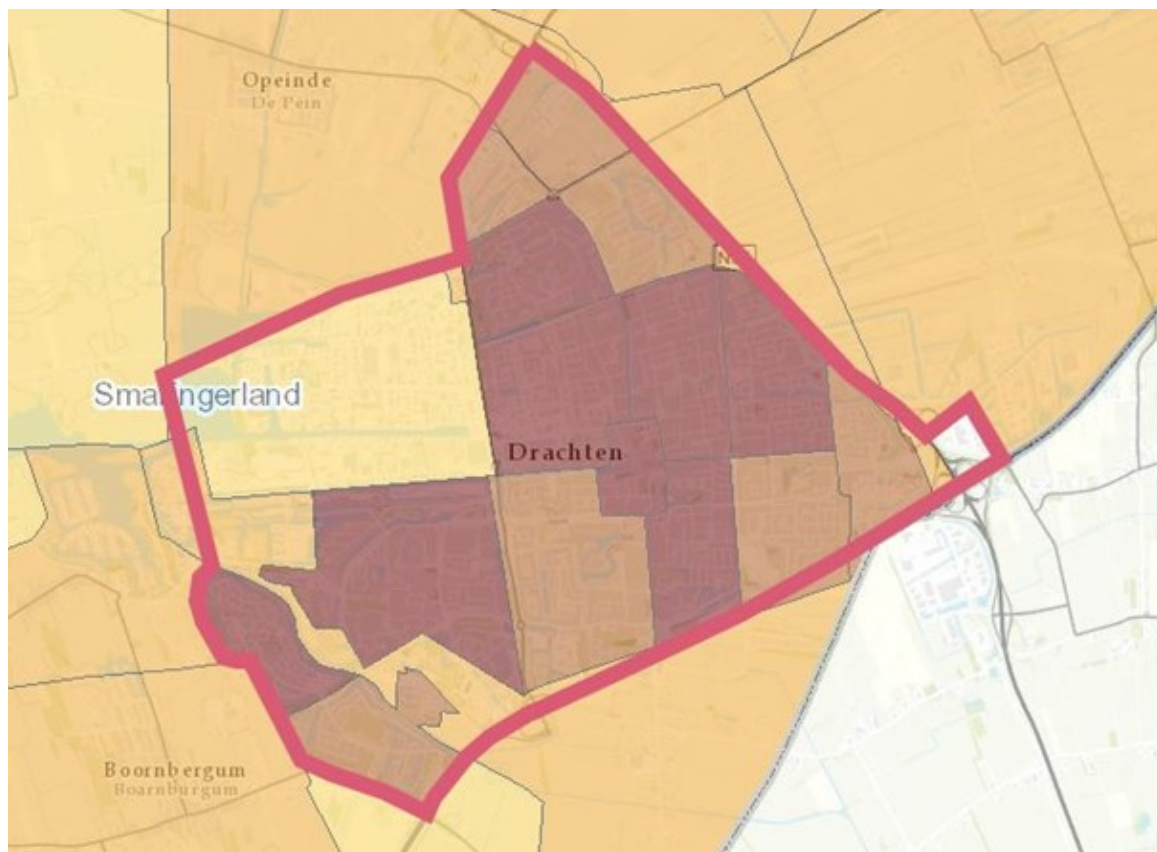 Opeinde
De Pein
N
Smallingerland
Drachten
Boornbergum
Boarnburgum